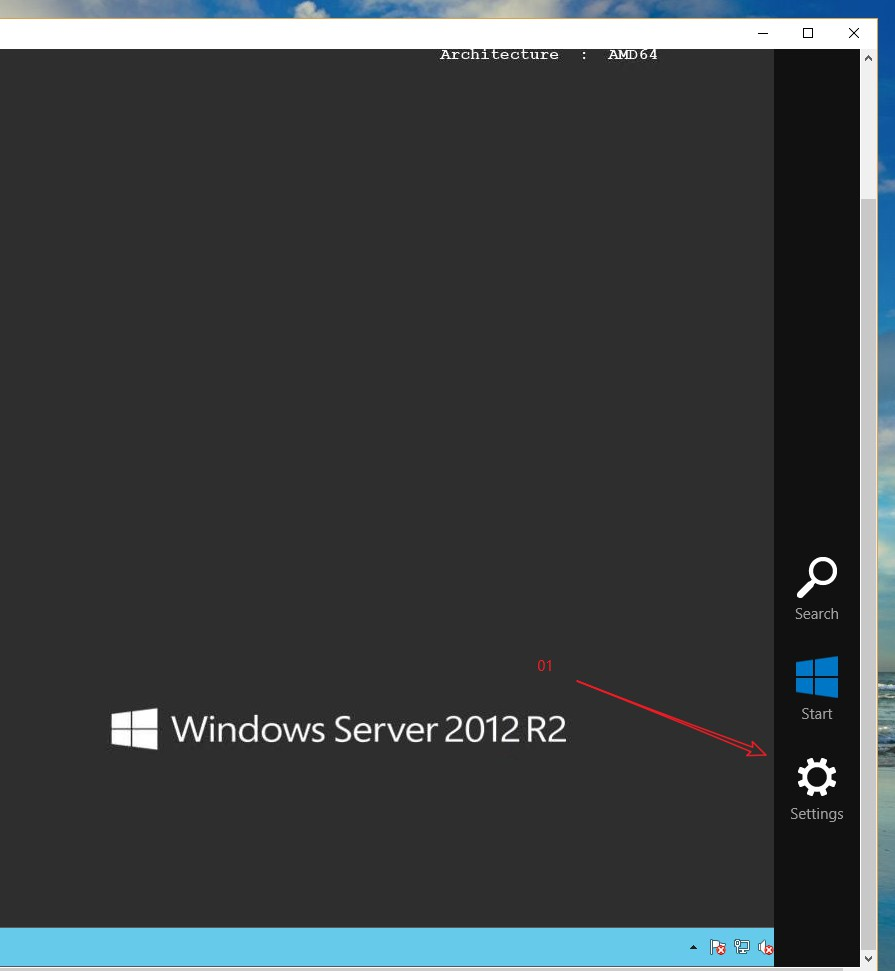 Architecture : AMD64
Search
01
Start
Windows Server 2012 R2
Settings